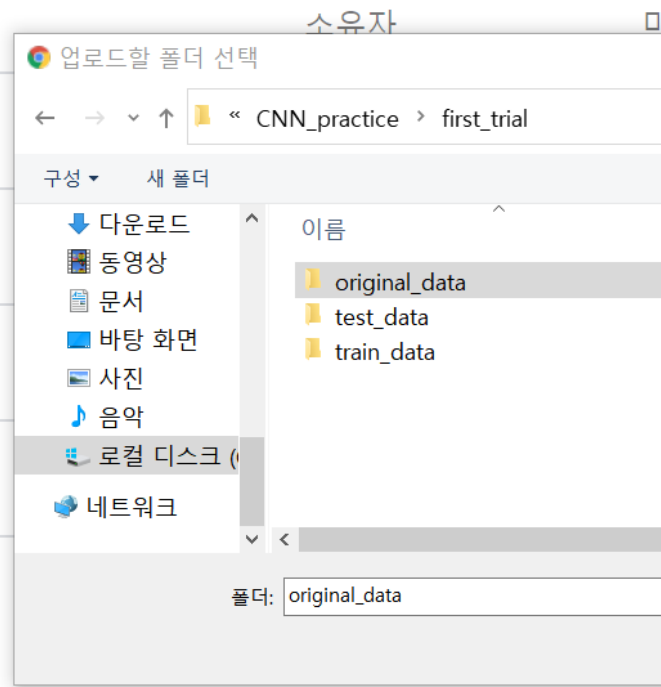 소유자
업로드할 폴더 선택
« CNN_practice › first_trial
구성 새 폴더
이름
다운로드
동영상
문서
바탕 화면
사진
음악
로컬 디스크 (
네트워크
original_data
test_data
train_data
폴더: original_data